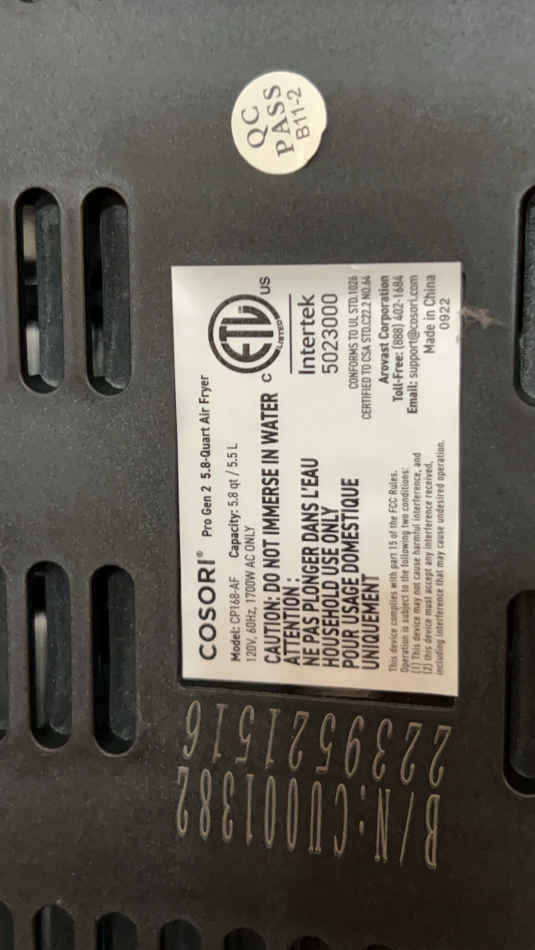 QC
PASS
B11-2
COSORI® Pro Gen 2 5.8-Quart Air Fryer
Model: CP168-AF Capacity: 5.8 qt / 5.5 L
120V, 60Hz, 1700W AC ONLY
CAUTION: DO NOT IMMERSE IN WATER
ATTENTION :
NE PAS PLONGER DANS L'EAU
HOUSEHOLD USE ONLY
POUR USAGE DOMESTIQUE
UNIQUEMENT
This device complies with part 15 of the FCC Rules.
Operation is subject to the following two conditions:
(1) This device may not cause harmful interference, and
(2) this device must accept any interference received,
including interference that may cause undesired operation.
C ETL US
LISTED
Intertek
5023000
CONFORMS TO UL STD.1026
CERTIFIED TO CSA STD.C22.2 NO.64
Arovast Corporation
Toll-Free: (888) 402-1684
Email: support@cosori.com
Made in China
0922
B/N:CU001382
2239521516